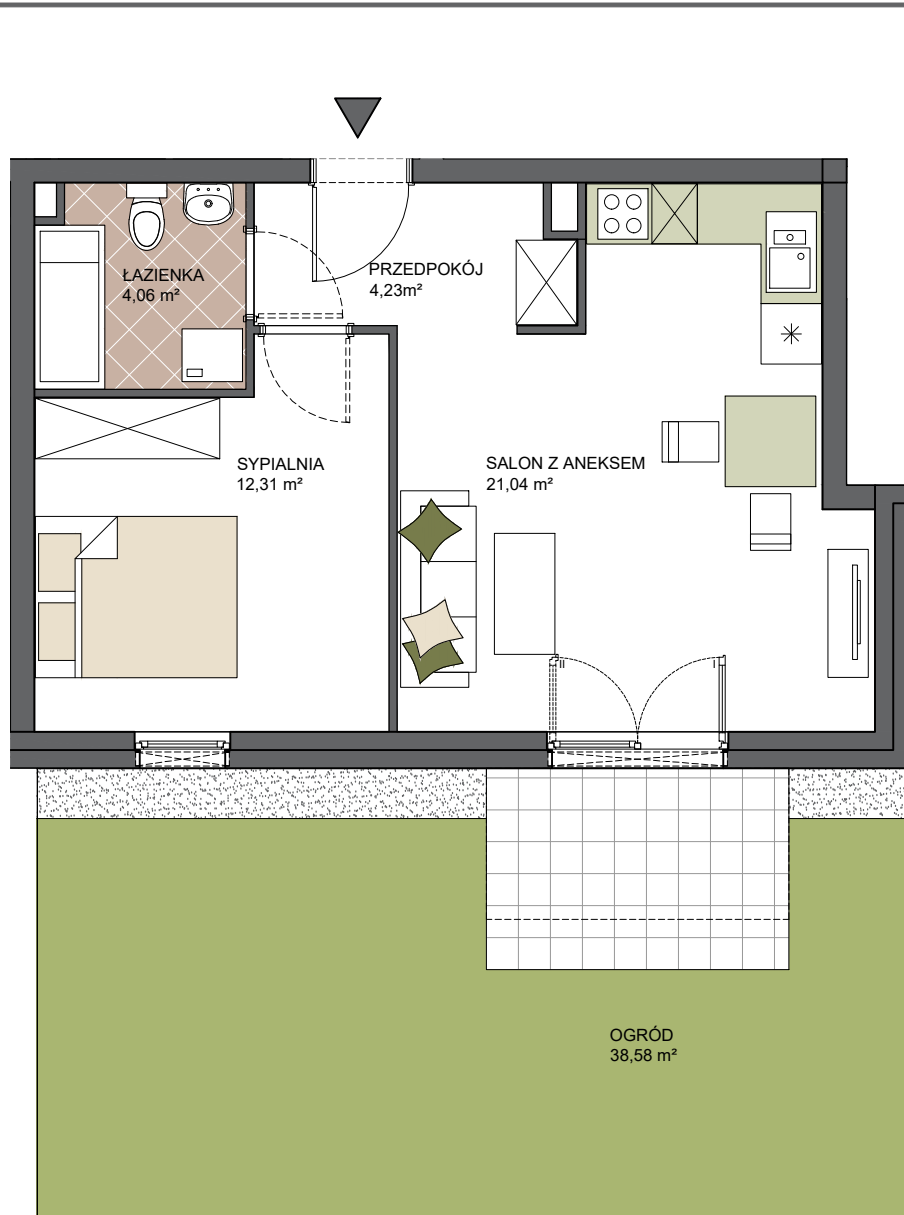 ŁAZIENKA
4,06 m²
PRZEDPOKÓJ
4,23m²
SYPIALNIA
12,31 m²
SALON Z ANEKSEM
21,04 m²
II
I
OGRÓD
38,58 m²